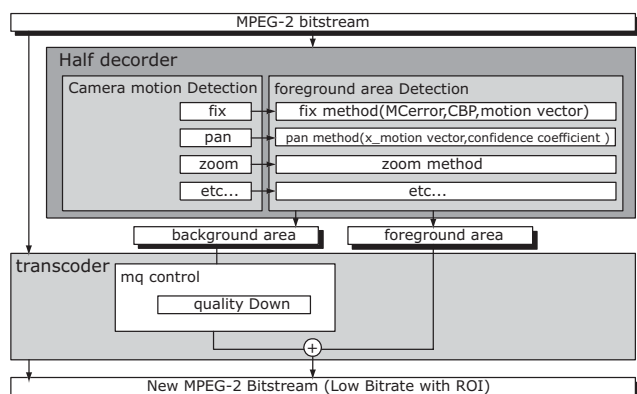 MPEG-2 bitstream
Half decorder
Camera motion Detection
foreground area Detection
fix
fix method(MCerror,CBP,motion vector)
pan
pan method(x_motion vector,confidence coefficient )
zoom
zoom method
etc...
etc...
background area
foreground area
transcoder
mq control
quality Down
+
New MPEG-2 Bitstream (Low Bitrate with ROI)